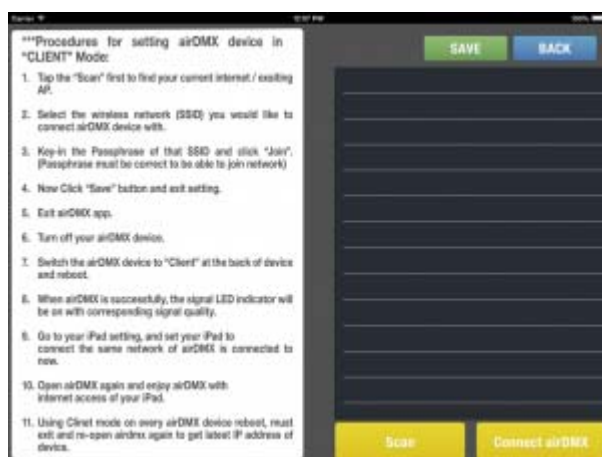 Carrier
12:57 PM
100%
***Procedures for setting airDMX device in
"CLIENT" Mode:
1. Tap the "Scan" first to find your current internet / exsiting
AP.
2. Select the wireless network (SSID) you would like to
connect airDMX device with.
3. Key-in the Passphrase of that SSID and click "Join".
(Passphrase must be correct to be able to join network)
4. Now Click "Save" button and exit setting.
5. Exit airDMX app.
6. Turn off your airDMX device.
7. Switch the airDMX device to "Client" at the back of device
and reboot.
8. When airDMX is successfully, the signal LED indicator will
be on with corresponding signal quality.
9. Go to your iPad setting, and set your iPad to
connect the same network of airDMX is connected to
now.
10. Open airDMX again and enjoy airDMX with
internet access of your iPad.
11. Using Clinet mode on every airDMX device reboot, must
exit and re-open airdmx again to get latest IP address of
device.
SAVE
BACK
Scan
Connect airDMX